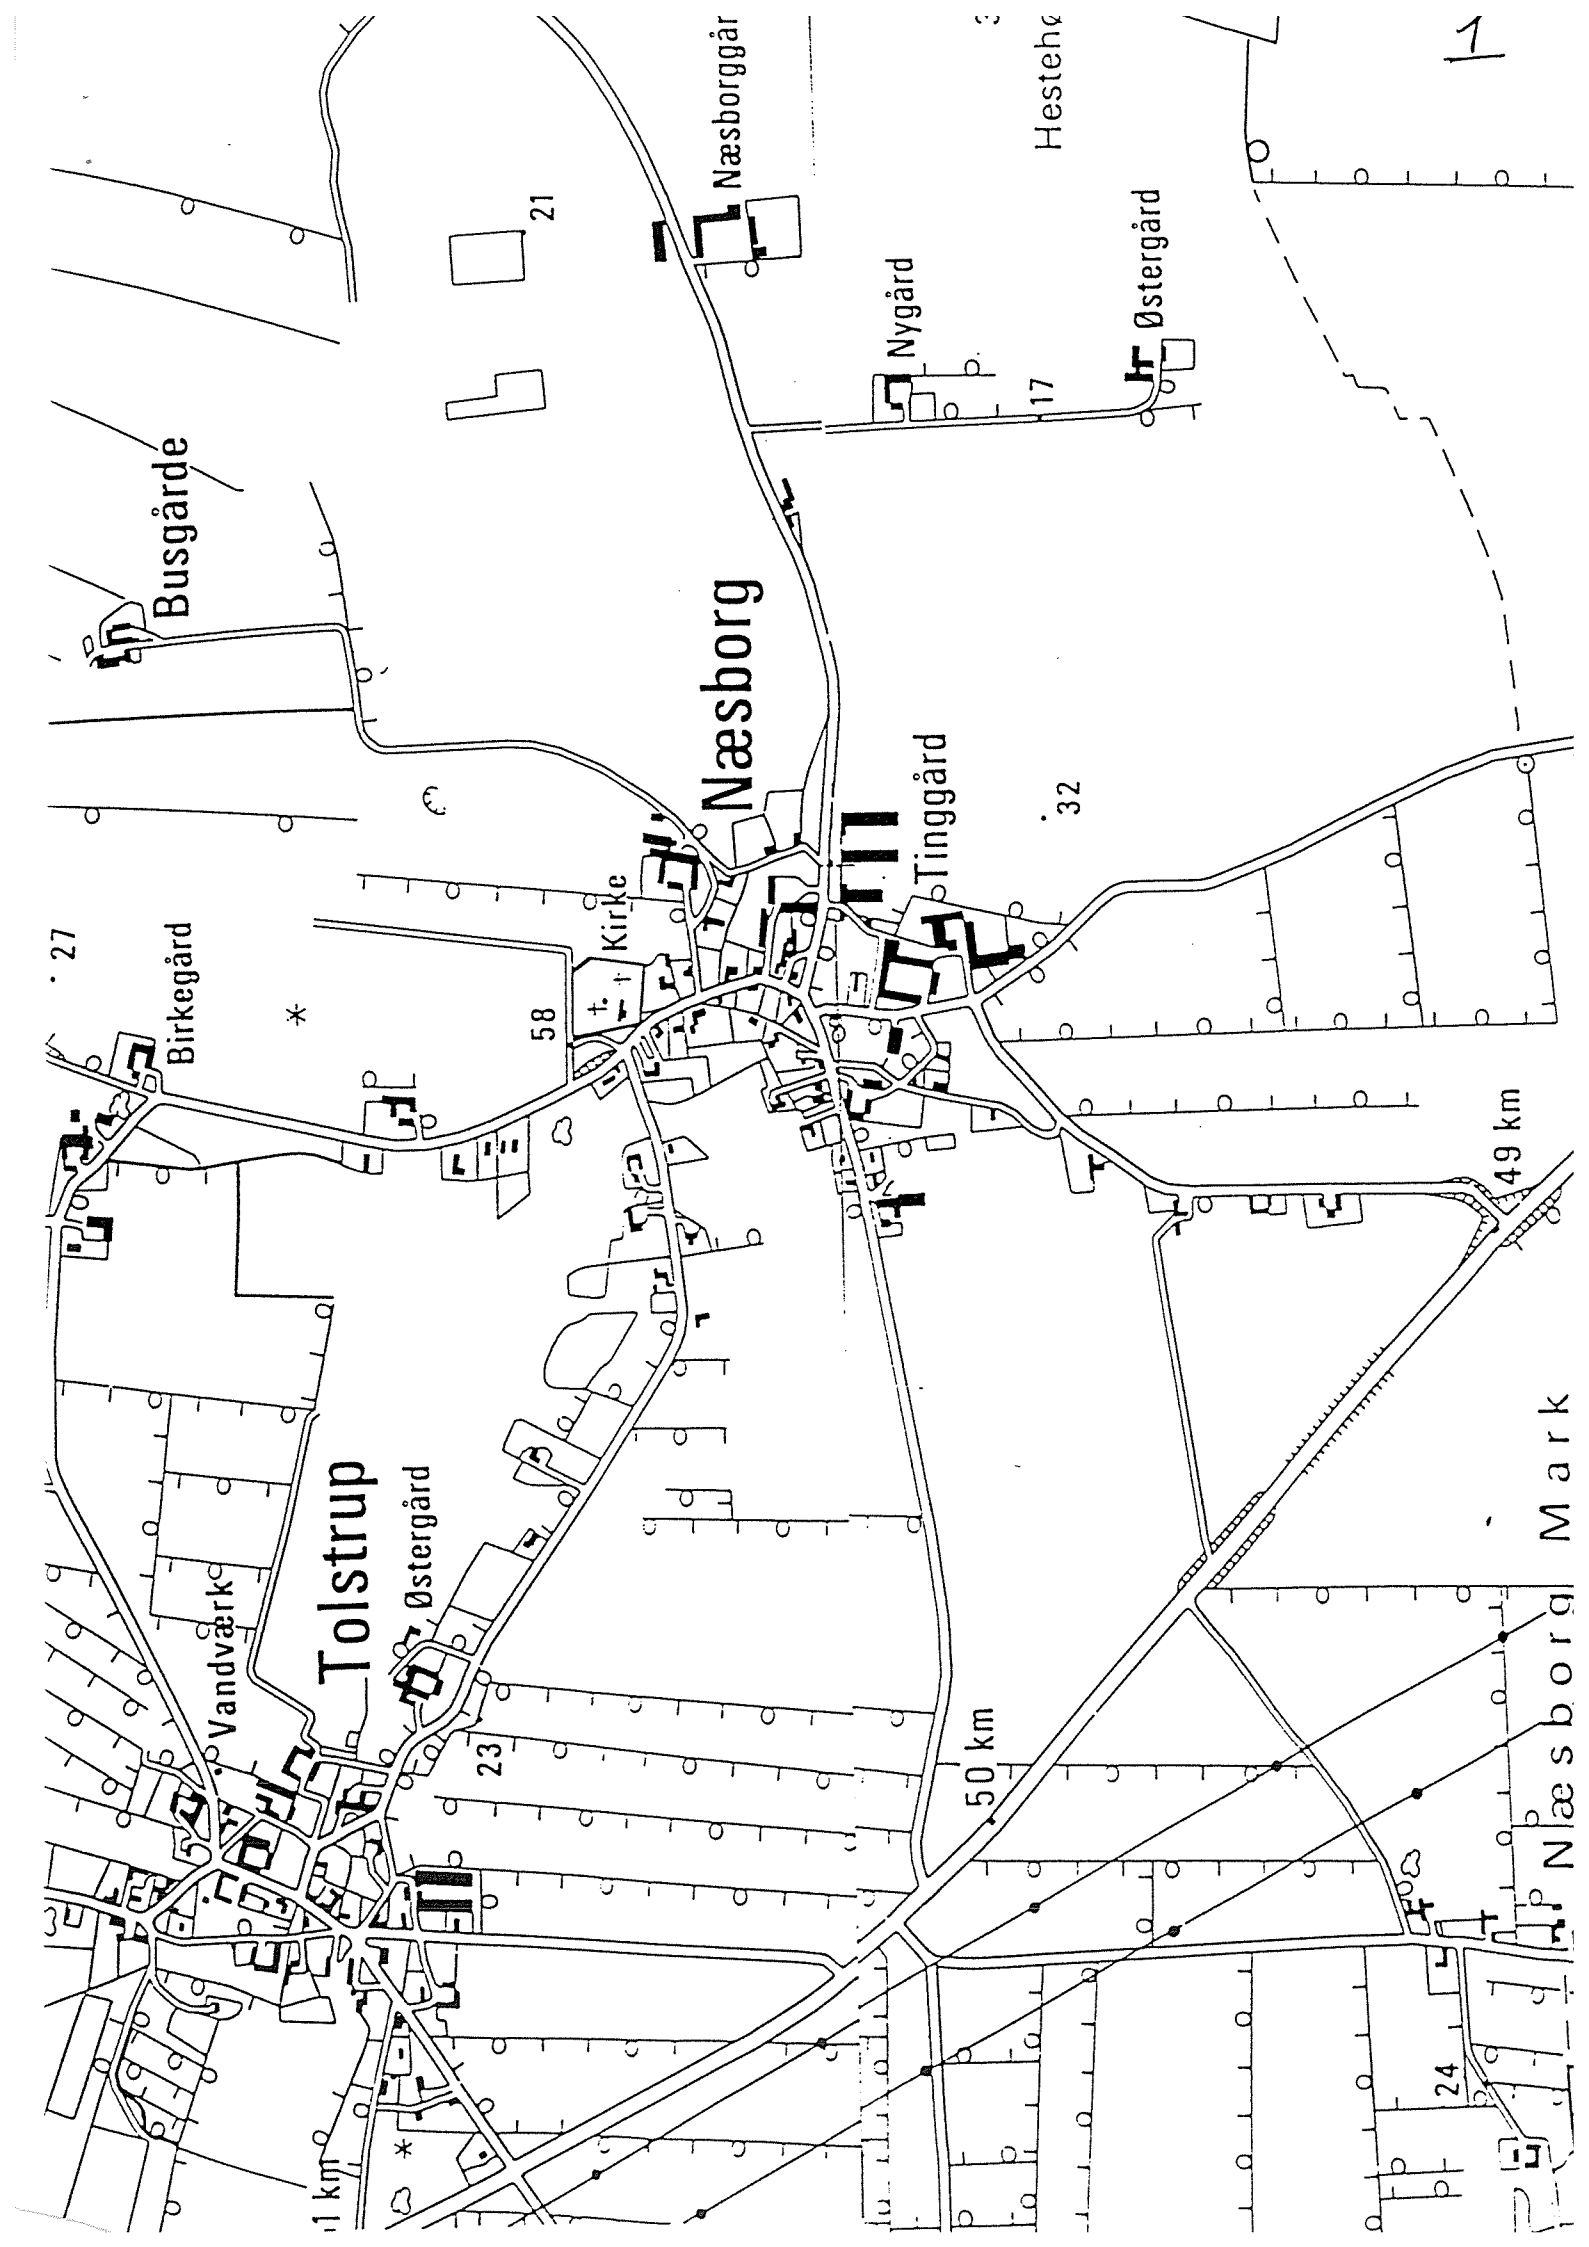 1
Hestehø
Næsborggår
21
Østergård
Nygård
17
Busgårde
Næsborg
Tinggård
32
Kirke
27
Birkegård
58
49 km
Tolstrup
Østergård
Vandværk
23
50 km
Næsborg Mark
24
1 km